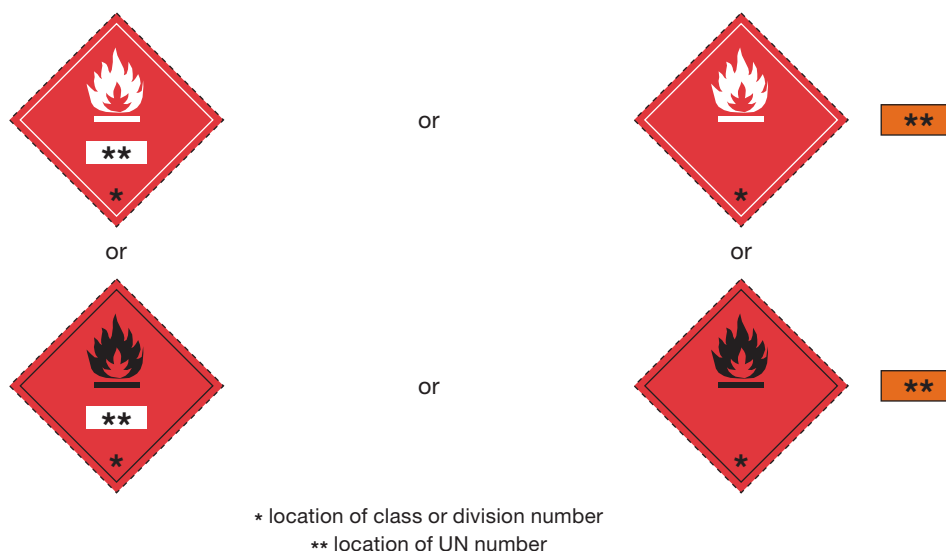 or
**
**
*
*
or
or
or
**
**
*
*
* location of class or division number
** location of UN number